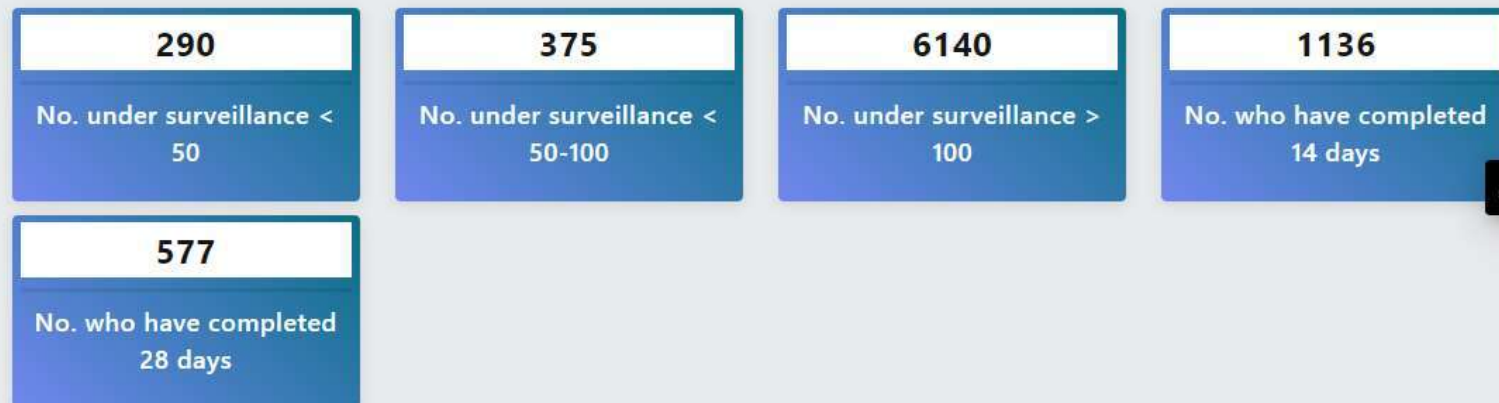 290
No. under surveillance <
50
375
No. under surveillance <
50-100
6140
No. under surveillance >
100
1136
No. who have completed
14 days
577
No. who have completed
28 days